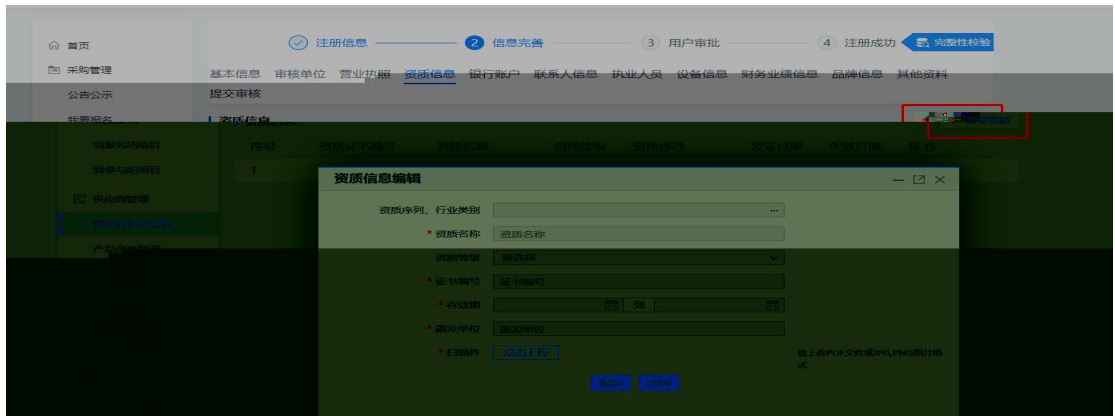 首页
注册信息
2 信息完善
3 用户审批
4 注册成功
完整性校验
采购管理
基本信息 审核单位 营业执照 资质信息 银行账户 联系人信息 执业人员 设备信息 财务业绩信息 品牌信息 其他资料
公告公示
提交审核
我要报名
资质信息
我报名的项目
序号 资质证书编号 资质名称 资质等级 资质序列 发证日期 失效日期 操作
我参与的项目
1
资质信息编辑
供应商管理
资质序列、行业类别 ...
* 资质名称 资质名称
产品资质管理
资质等级 请选择
* 证书编号 证书编号
* 有效期 到
* 颁发单位 颁发单位
* 扫描件 点击上传
请上传PDF文件或JPG,PNG图片格
式